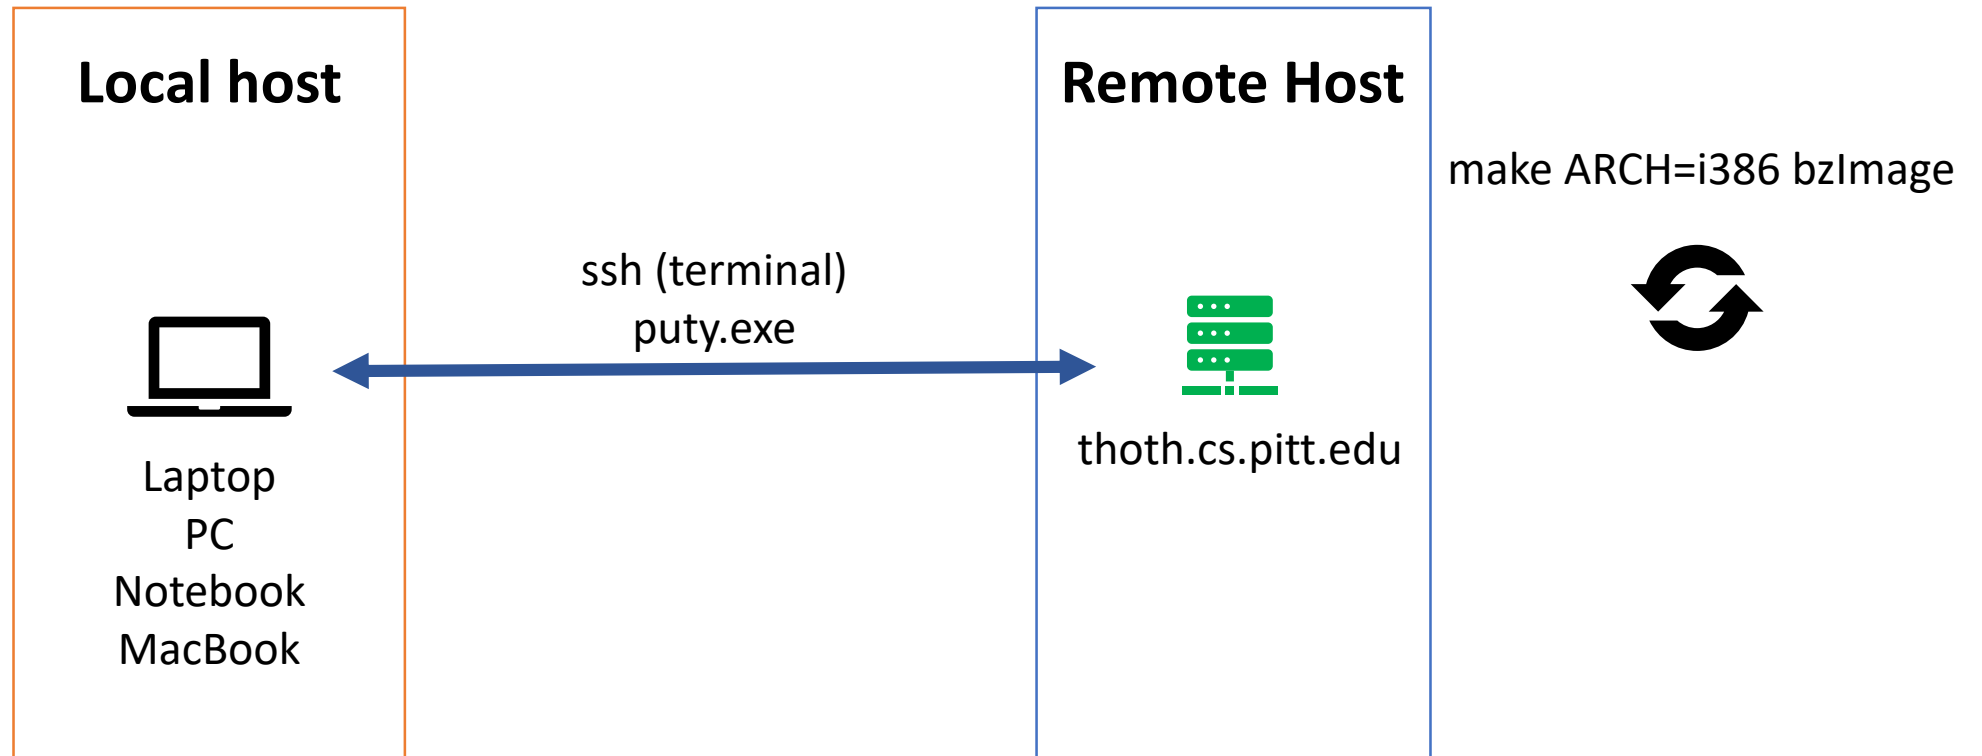 Local host
Laptop
PC
Notebook
MacBook
ssh (terminal)
puty.exe
Remote Host
thoth.cs.pitt.edu
make ARCH=i386 bzImage